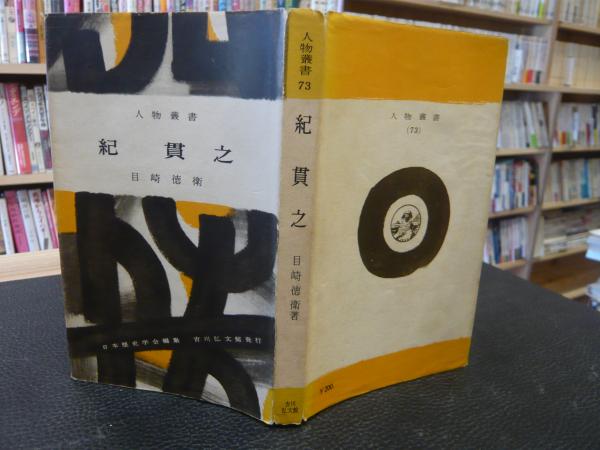 人物叢書
紀貫之
目崎徳衛
日本歴史学会編集 吉川弘文館発行
人物叢書
73
紀貫之
目崎徳衛著
吉川
弘文館
人物叢書
(73)
¥200